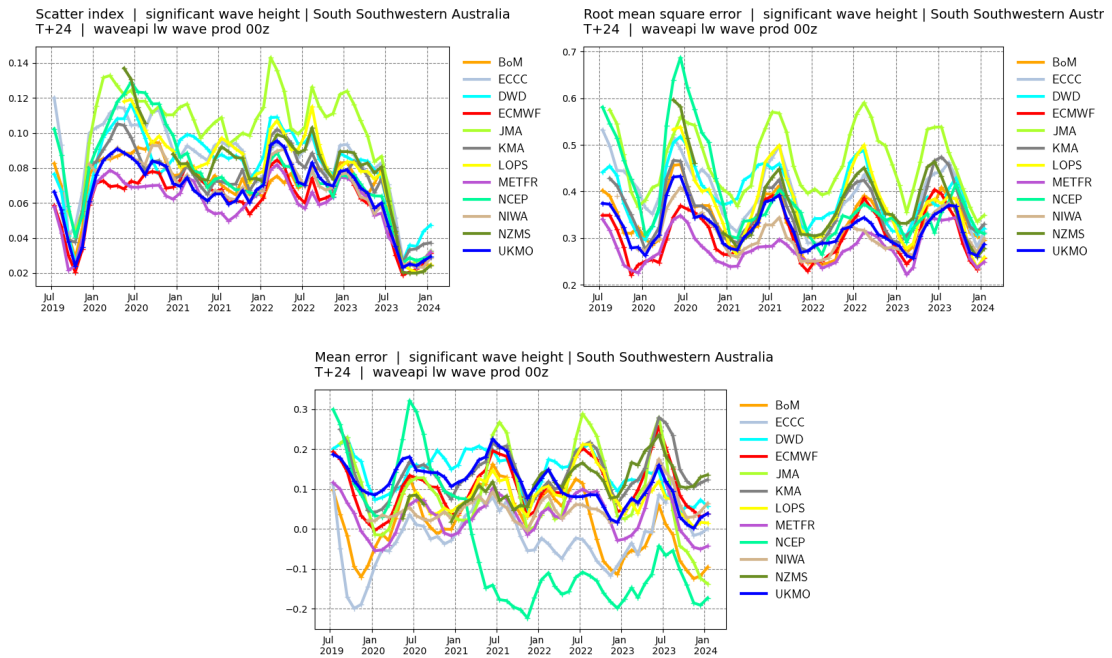 Scatter index | significant wave height | South Southwestern Australia
T+24 | waveapi lw wave prod 00z
0.14
0.12
0.10
0.08
0.06
0.04
0.02
Jul 2019
Jan 2020
Jul 2020
Jan 2021
Jul 2021
Jan 2022
Jul 2022
Jan 2023
Jul 2023
Jan 2024
BoM
ECCC
DWD
ECMWF
JMA
KMA
LOPS
METFR
NCEP
NIWA
NZMS
UKMO
Root mean square error | significant wave height | South Southwestern Austr
T+24 | waveapi lw wave prod 00z
0.7
0.6
0.5
0.4
0.3
0.2
Jul 2019
Jan 2020
Jul 2020
Jan 2021
Jul 2021
Jan 2022
Jul 2022
Jan 2023
Jul 2023
Jan 2024
BoM
ECCC
DWD
ECMWF
JMA
KMA
LOPS
METFR
NCEP
NIWA
NZMS
UKMO
Mean error | significant wave height | South Southwestern Australia
T+24 | waveapi lw wave prod 00z
0.3
0.2
0.1
0.0
−0.1
−0.2
Jul 2019
Jan 2020
Jul 2020
Jan 2021
Jul 2021
Jan 2022
Jul 2022
Jan 2023
Jul 2023
Jan 2024
BoM
ECCC
DWD
ECMWF
JMA
KMA
LOPS
METFR
NCEP
NIWA
NZMS
UKMO